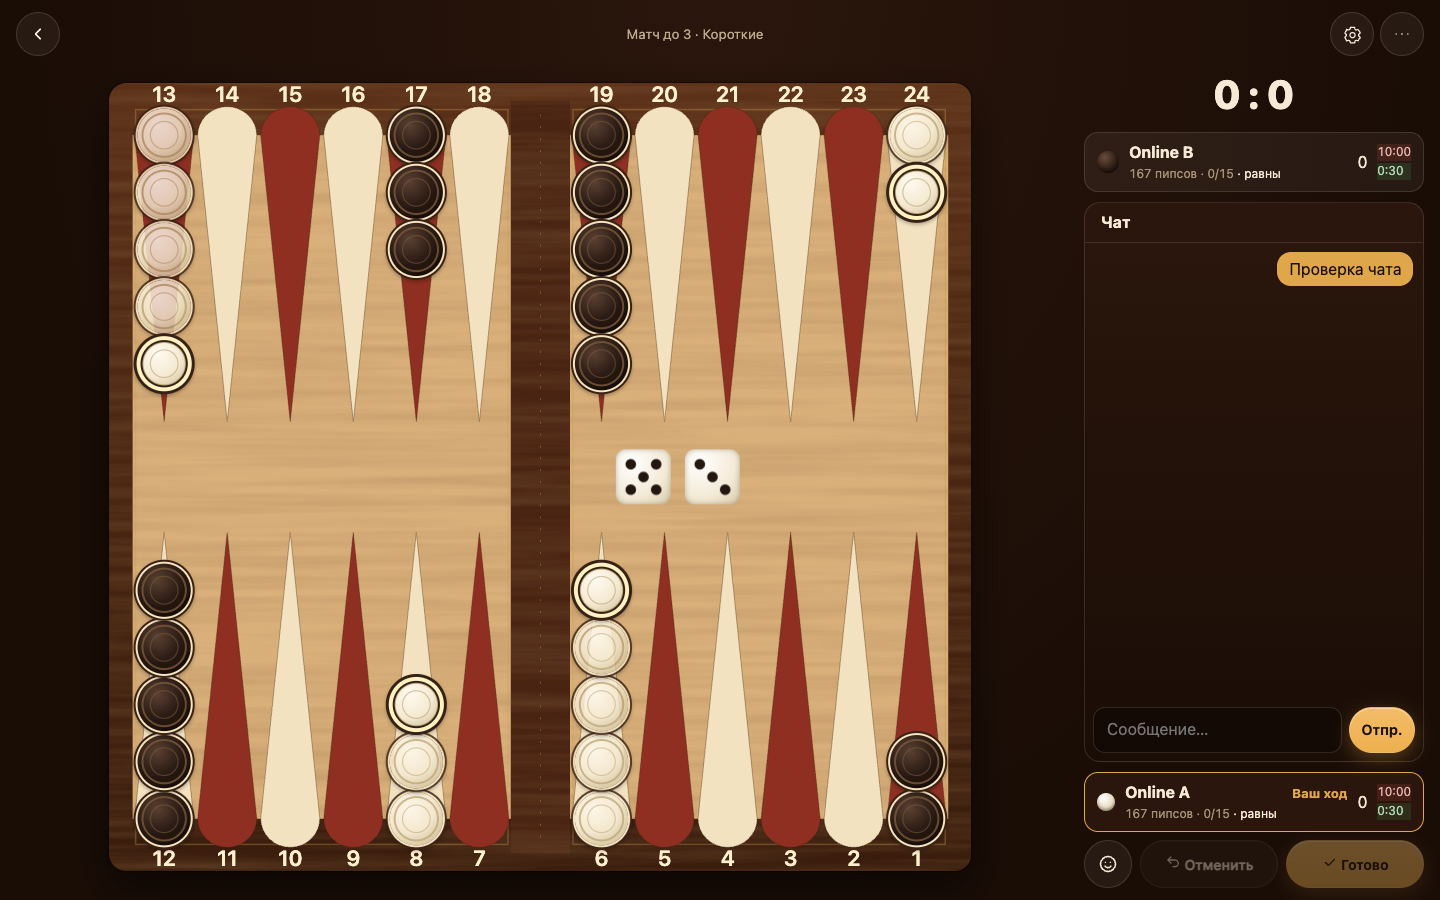 Матч до 3 · Короткие
···
13 14 15 16 17 18 19 20 21 22 23 24
12 11 10 9 8 7 6 5 4 3 2 1
0 : 0
Online B
167 пипсов · 0/15 · равны
0
10:00
0:30
Чат
Проверка чата
Сообщение...
Отпр.
Online A
167 пипсов · 0/15 · равны
Ваш ход
0
10:00
0:30
Отменить
Готово